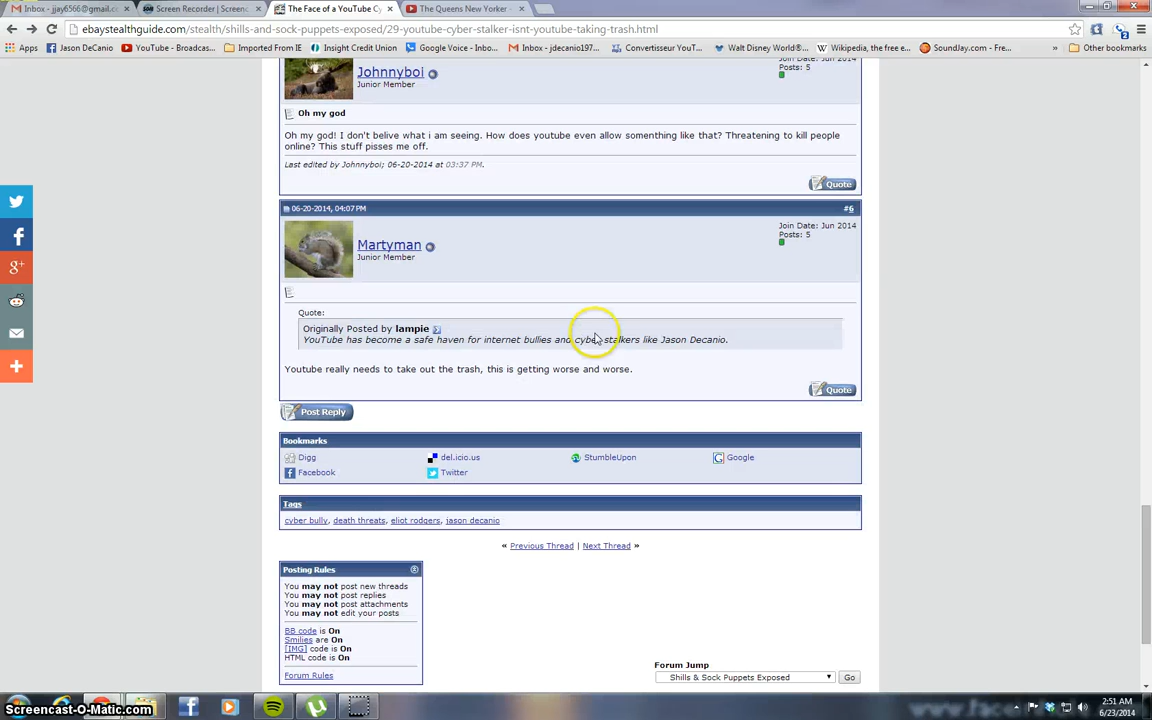 Inbox - jjay6566@gmail.c
Screen Recorder | Screenc
The Face of a YouTube Cy
The Queens New Yorker
ebaystealthguide.com/stealth/shills-and-sock-puppets-exposed/29-youtube-cyber-stalker-isnt-youtube-taking-trash.html
Jason DeCanio
YouTube - Broadcas...
Imported From IE
Insight Credit Union
Google Voice - Inbo...
Inbox - jdecanio197...
Convertisseur YouT...
Walt Disney World®...
Wikipedia, the free e...
SoundJay.com - Fre...
»
Other bookmarks
Johnnyboi
Junior Member
Join Date: Jun 2014
Posts: 5
Oh my god
Oh my god! I don't belive what i am seeing. How does youtube even allow somenthing like that? Threatening to kill people
online? This stuff pisses me off.
Last edited by Johnnyboi; 06-20-2014 at 03:37 PM.
Quote
06-20-2014, 04:07 PM
#6
Martyman
Junior Member
Join Date: Jun 2014
Posts: 5
Quote:
Originally Posted by lampie
YouTube has become a safe haven for internet bullies and cyber stalkers like Jason Decanio.
Youtube really needs to take out the trash, this is getting worse and worse.
Quote
Post Reply
Bookmarks
Digg
del.icio.us
StumbleUpon
Google
Facebook
Twitter
Tags
cyber bully, death threats, eliot rodgers, jason decanio
« Previous Thread | Next Thread »
Posting Rules
You may not post new threads
You may not post replies
You may not post attachments
You may not edit your posts
BB code is On
Smilies are On
[IMG] code is On
HTML code is On
Forum Rules
Forum Jump
Shills & Sock Puppets Exposed
Go
Screencast-O-Matic.com
2:51 AM
6/23/2014